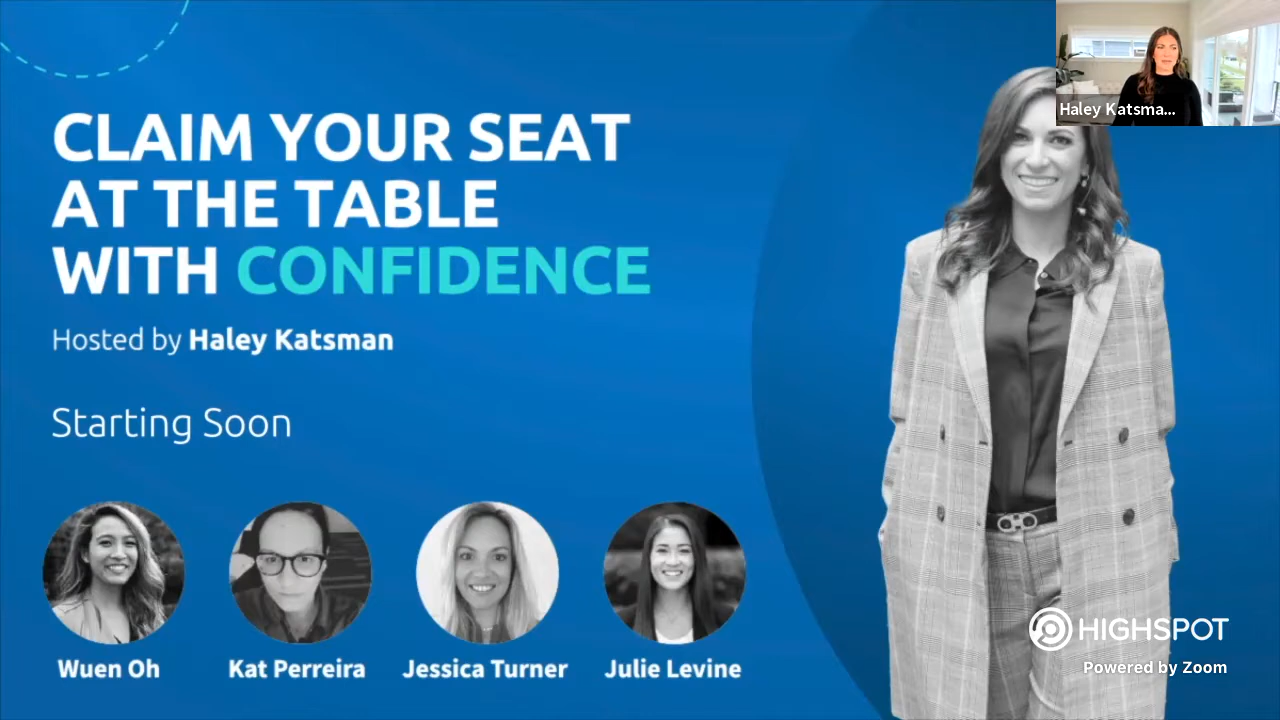 Haley Katsma...
CLAIM YOUR SEAT
AT THE TABLE
WITH CONFIDENCE
Hosted by Haley Katsman
Starting Soon
Wuen Oh
Kat Perreira
Jessica Turner
Julie Levine
HIGHSPOT
Powered by Zoom